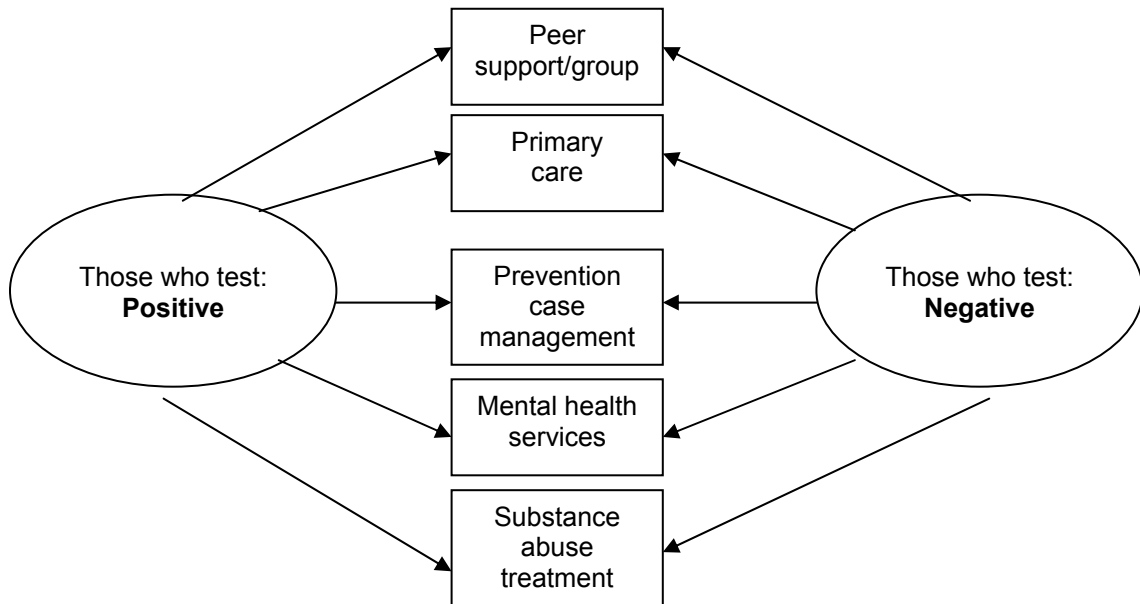 Peer
support/group
Primary
care
Those who test:
Positive
Prevention
case
management
Those who test:
Negative
Mental health
services
Substance
abuse
treatment